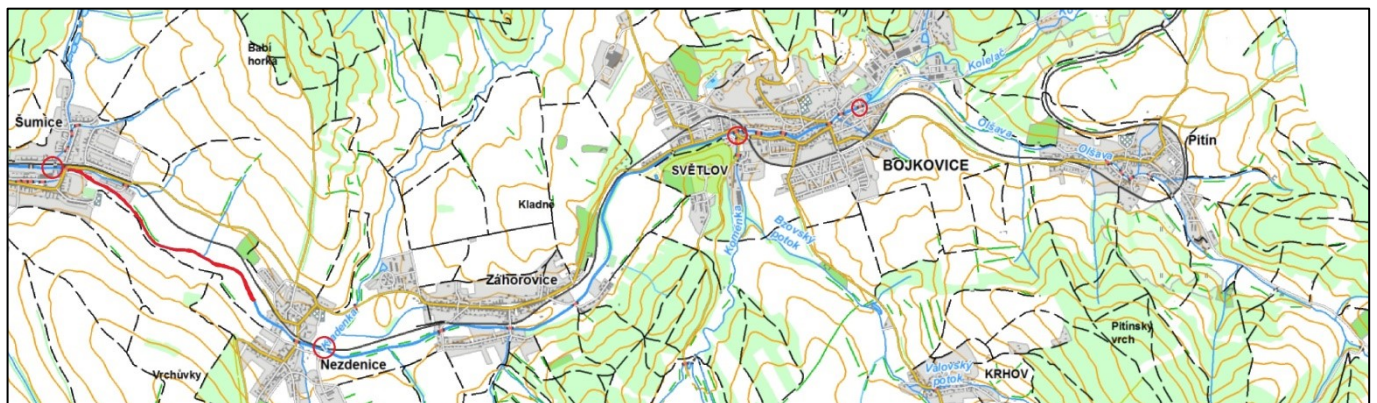 Babí
horka
Šumice
Kolelač
Olšava
Pitín
Olšava
BOJKOVICE
SVĚTLOV
Kladné
Koménka
Bzovský
potok
Záhorovice
Nezdenice
Vrchůvky
Pitínský
vrch
Valovský
potok
KRHOV